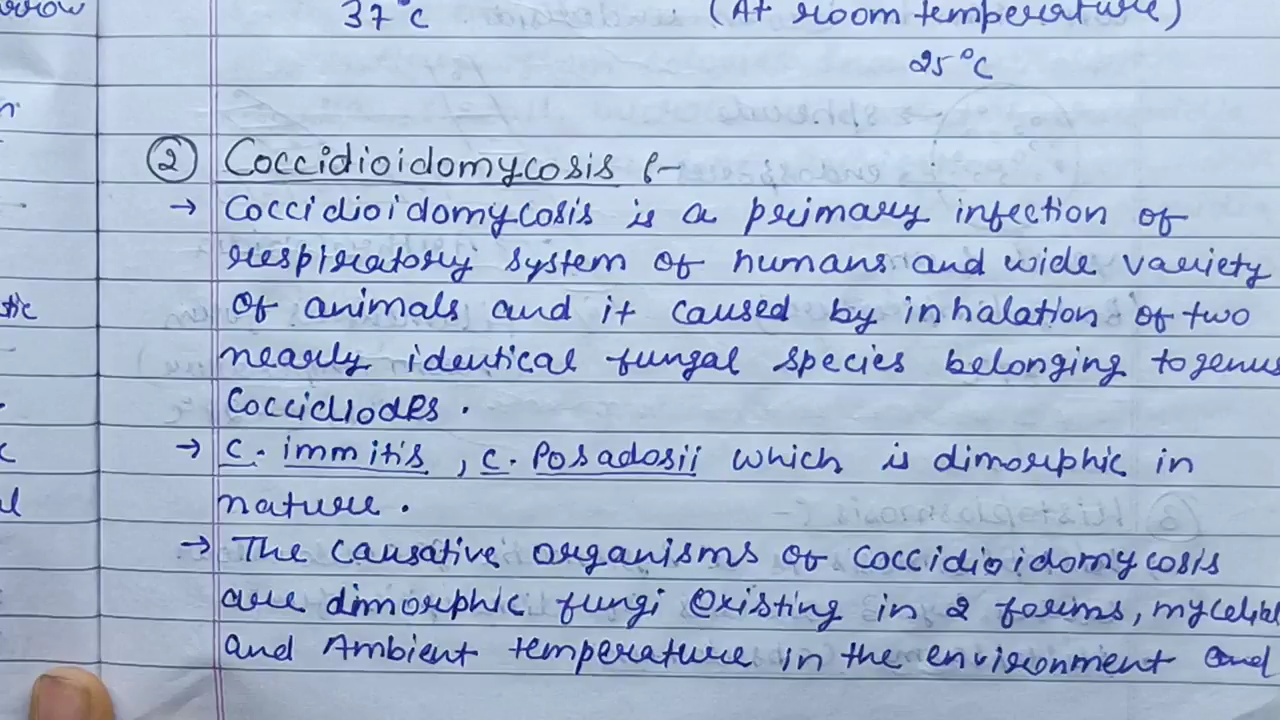 37°C (At room temperature)
25°C
② Coccidioidomycosis :-
→ Coccidioidomycosis is a primary infection of
respiratory system of humans and wide variety
of animals and it caused by inhalation of two
nearly identical fungal species belonging to genus
Coccidiodes.
→ C. immitis, C. Posadosii which is dimorphic in
nature.
→ The causative organisms of coccidioidomycosis
are dimorphic fungi existing in 2 forms, mycelial
and Ambient temperature in the environment and